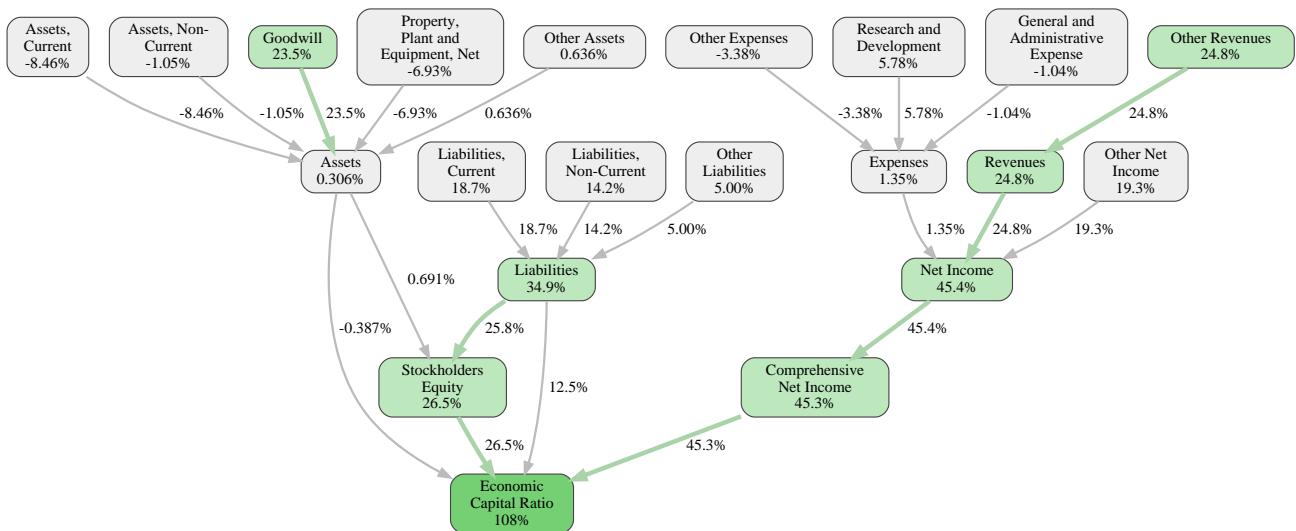 Assets,
Current
-8.46%
Assets, Non-
Current
-1.05%
Goodwill
23.5%
Property,
Plant and
Equipment, Net
-6.93%
Other Assets
0.636%
Other Expenses
-3.38%
Research and
Development
5.78%
General and
Administrative
Expense
-1.04%
Other Revenues
24.8%
-8.46%
-1.05%
23.5%
-6.93%
0.636%
-3.38%
5.78%
-1.04%
24.8%
Assets
0.306%
Liabilities,
Current
18.7%
Liabilities,
Non-Current
14.2%
Other
Liabilities
5.00%
Expenses
1.35%
Revenues
24.8%
Other Net
Income
19.3%
18.7%
14.2%
5.00%
1.35%
24.8%
19.3%
0.691%
Liabilities
34.9%
Net Income
45.4%
-0.387%
25.8%
45.4%
Stockholders
Equity
26.5%
12.5%
Comprehensive
Net Income
45.3%
26.5%
45.3%
Economic
Capital Ratio
108%